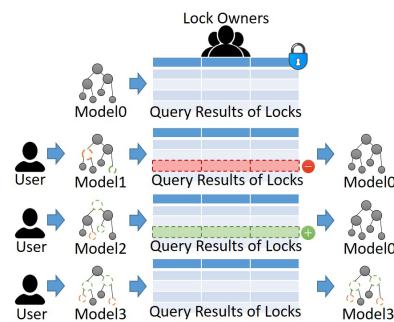 Lock Owners
Model0 Query Results of Locks
User Model1 Query Results of Locks Model0
User Model2 Query Results of Locks Model0
User Model3 Query Results of Locks Model3